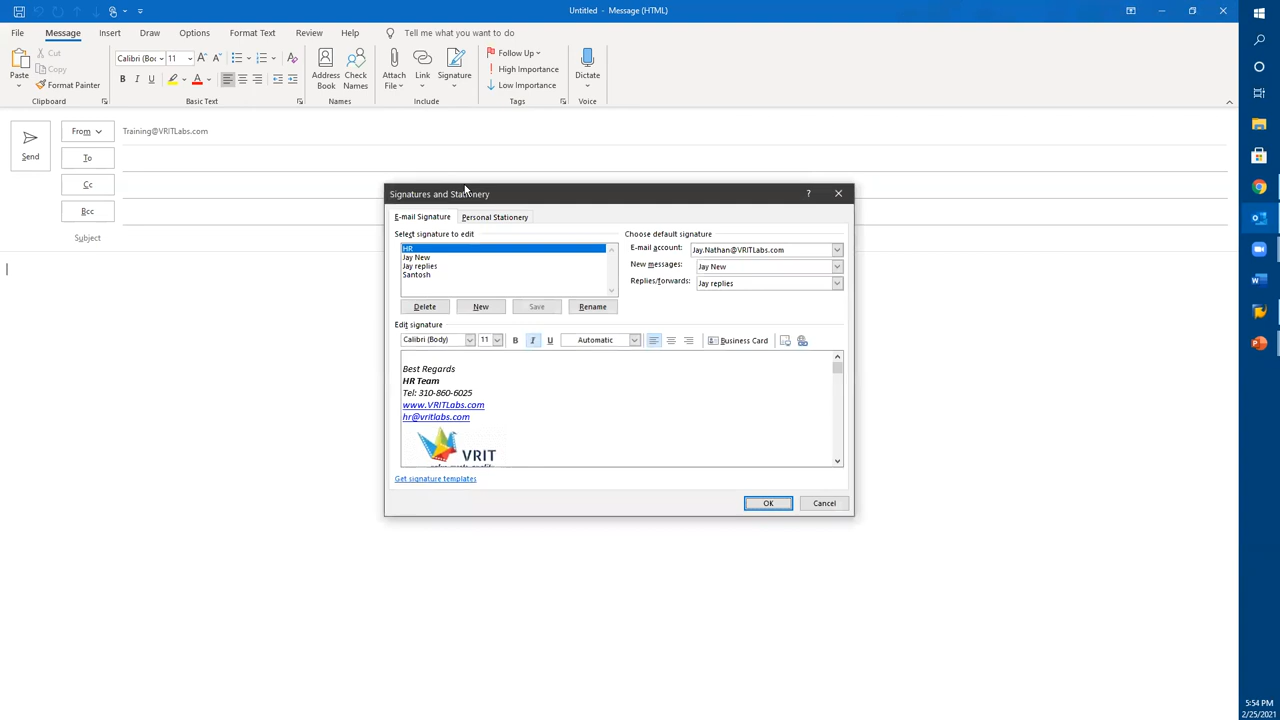 Untitled - Message (HTML)
File Message Insert Draw Options Format Text Review Help Tell me what you want to do
Paste
Cut
Copy
Format Painter
Clipboard
Calibri (Boc 11
B I U
Basic Text
Address Book
Check Names
Names
Attach File
Link
Signature
Include
Follow Up
High Importance
Low Importance
Tags
Dictate
Voice
Send
From
Training@VRITLabs.com
To
Cc
Bcc
Subject
Signatures and Stationery
E-mail Signature Personal Stationery
Select signature to edit
HR
Jay New
Jay replies
Santosh
Delete New Save Rename
Choose default signature
E-mail account: Jay.Nathan@VRITLabs.com
New messages: Jay New
Replies/forwards: Jay replies
Edit signature
Calibri (Body) 11 B I U Automatic Business Card
Best Regards
HR Team
Tel: 310-860-6025
www.VRITLabs.com
hr@vritlabs.com
VRIT
Get signature templates
OK Cancel
5:54 PM
2/25/2021